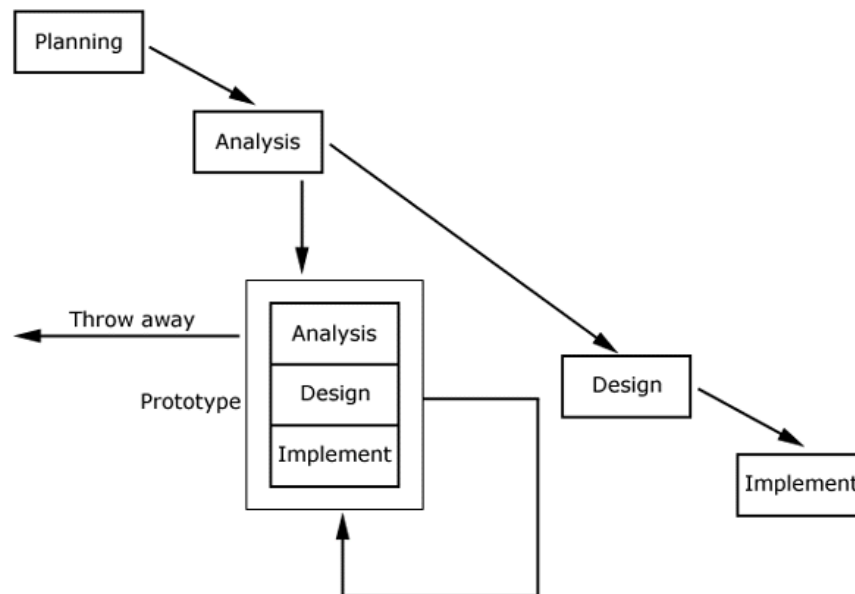 Planning
Analysis
Throw away
Prototype
Analysis
Design
Implement
Design
Implement